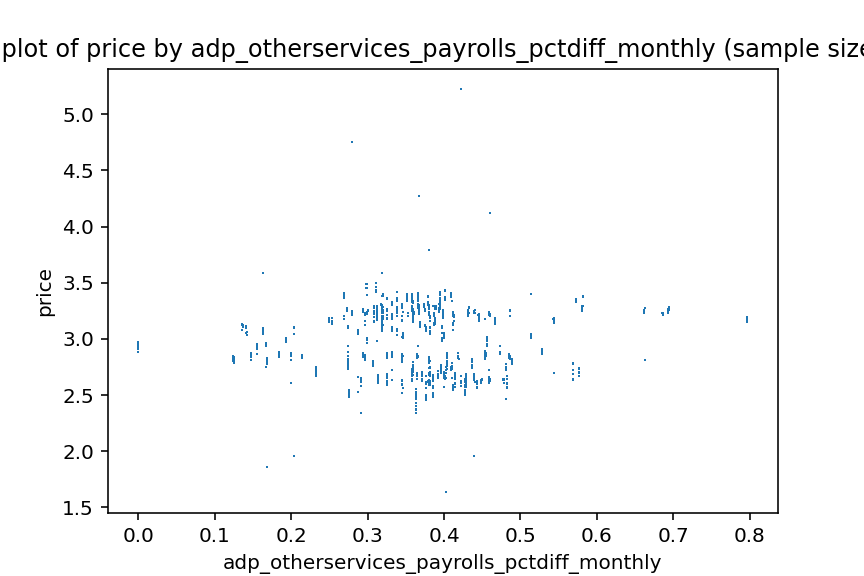 plot of price by adp_otherservices_payrolls_pctdiff_monthly (sample size
5.0
4.5
4.0
3.5
3.0
2.5
2.0
1.5
price
0.0 0.1 0.2 0.3 0.4 0.5 0.6 0.7 0.8
adp_otherservices_payrolls_pctdiff_monthly